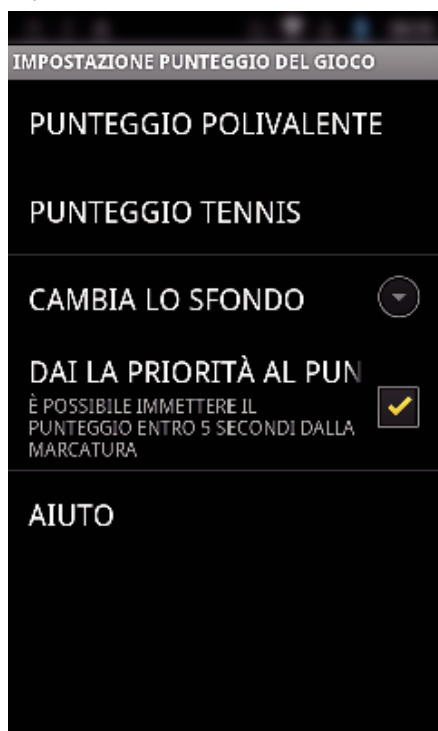 IMPOSTAZIONE PUNTEGGIO DEL GIOCO
PUNTEGGIO POLIVALENTE
PUNTEGGIO TENNIS
CAMBIA LO SFONDO
DAI LA PRIORITÀ AL PUN
È POSSIBILE IMMETTERE IL
PUNTEGGIO ENTRO 5 SECONDI DALLA
MARCATURA
AIUTO